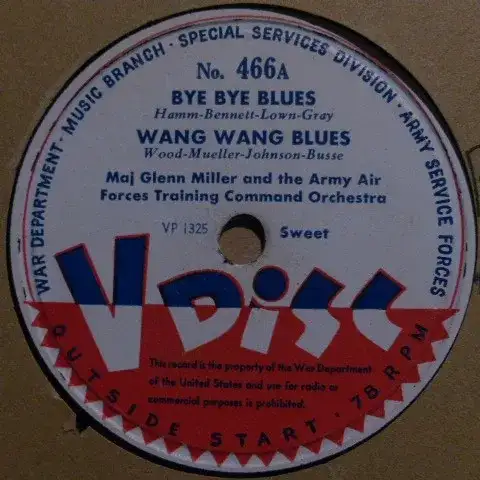 WAR DEPARTMENT · MUSIC BRANCH · SPECIAL SERVICES DIVISION · ARMY SERVICE FORCES
No. 466A
BYE BYE BLUES
Hamm-Bennett-Lown-Gray
WANG WANG BLUES
Wood-Mueller-Johnson-Busse
Maj Glenn Miller and the Army Air
Forces Training Command Orchestra
VP 1325 Sweet
V DISC
This record is the property of the War Department
of the United States and use for radio or
commercial purposes is prohibited.
OUTSIDE START · 78 RPM